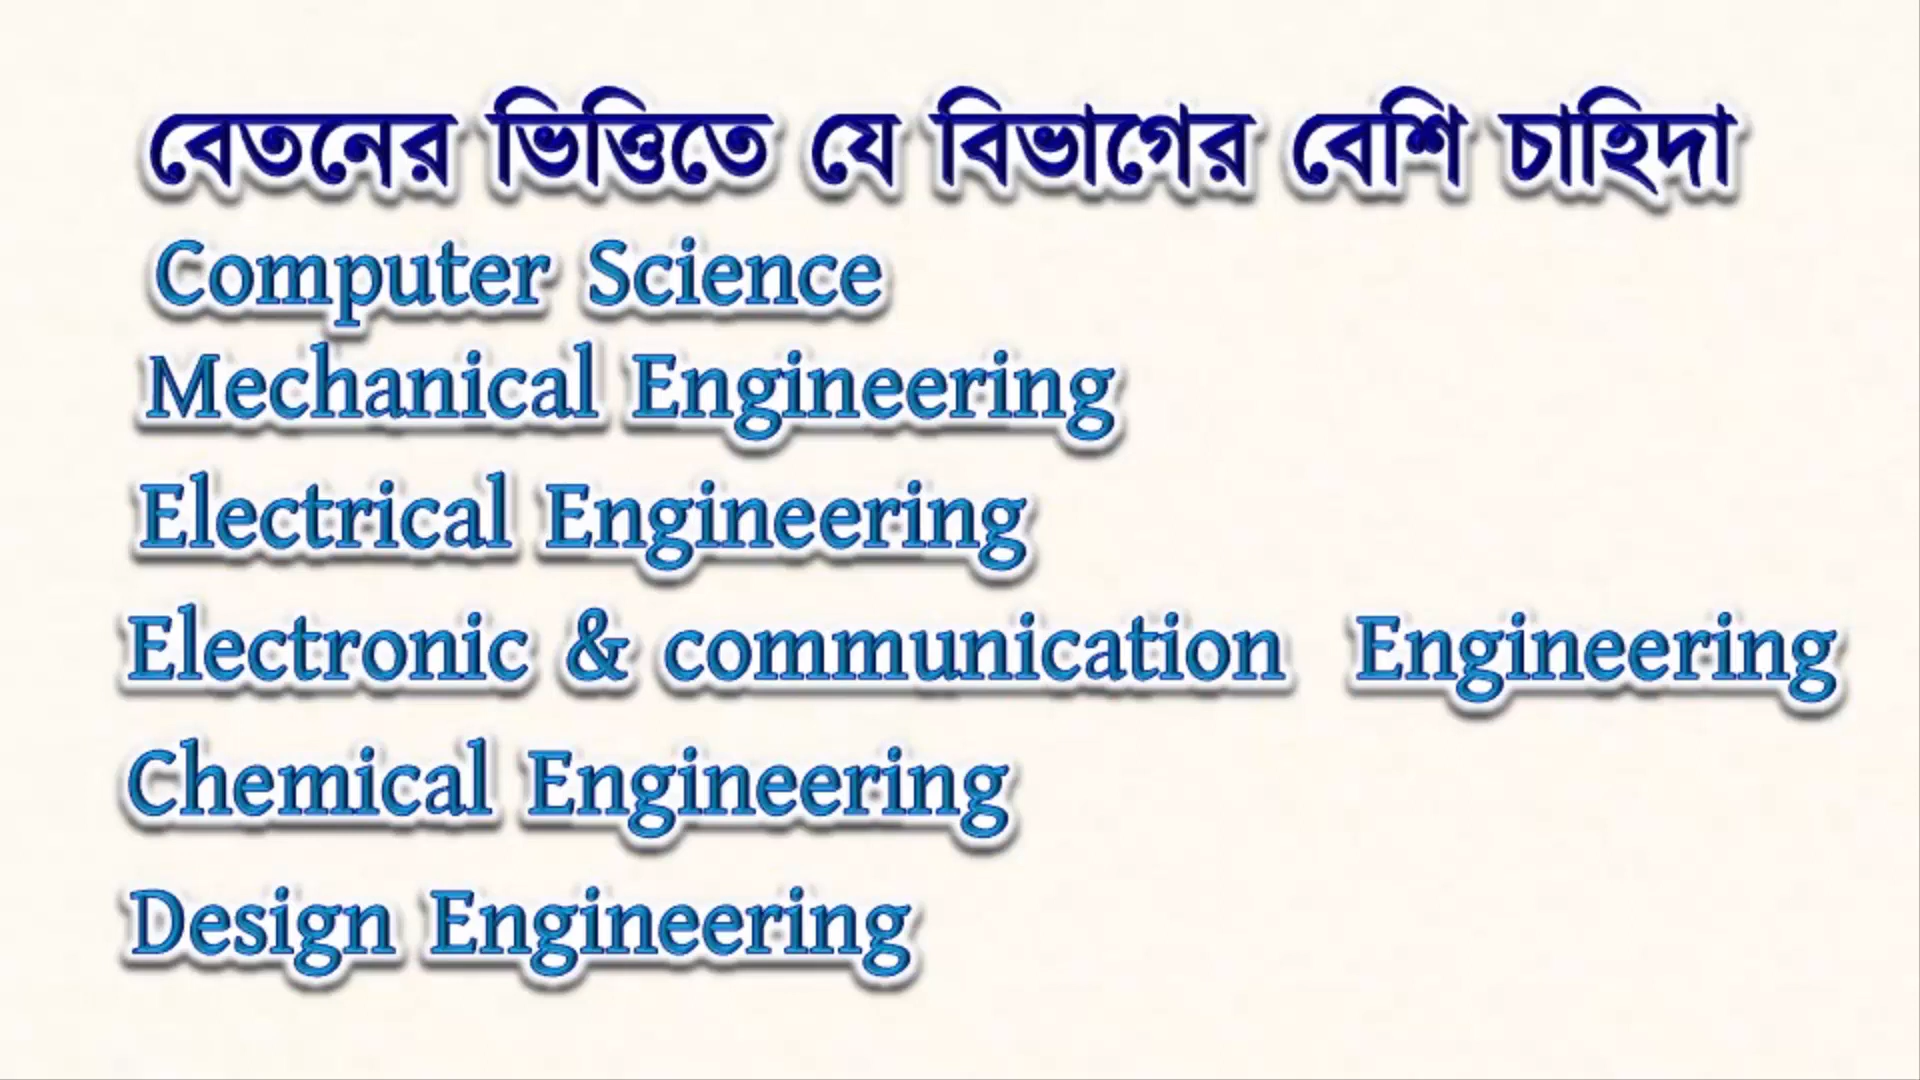 বেতনের ভিত্তিতে যে বিভাগের বেশি চাহিদা
Computer Science
Mechanical Engineering
Electrical Engineering
Electronic & communication Engineering
Chemical Engineering
Design Engineering